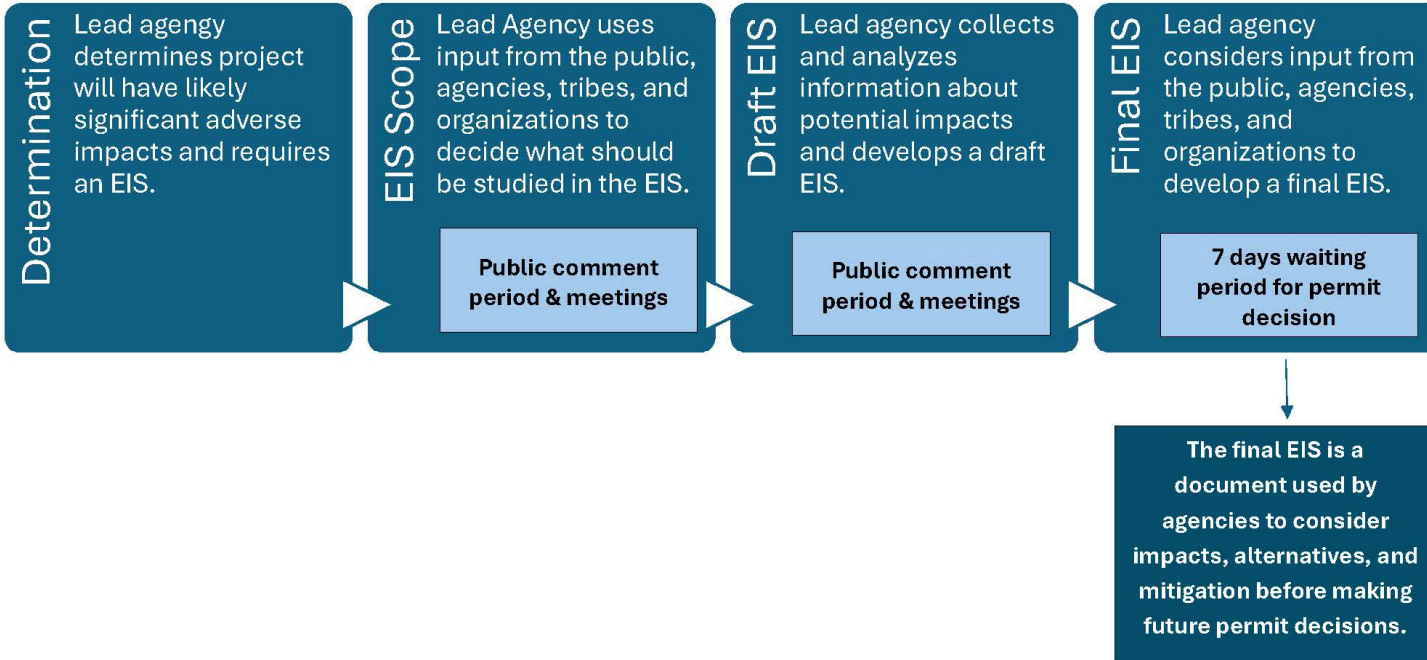 Determination
Lead agengy
determines project
will have likely
significant adverse
impacts and requires
an EIS.
EIS Scope
Lead Agency uses
input from the public,
agencies, tribes, and
organizations to
decide what should
be studied in the EIS.
Public comment
period & meetings
Draft EIS
Lead agency collects
and analyzes
information about
potential impacts
and develops a draft
EIS.
Public comment
period & meetings
Final EIS
Lead agency
considers input from
the public, agencies,
tribes, and
organizations to
develop a final EIS.
7 days waiting
period for permit
decision
The final EIS is a
document used by
agencies to consider
impacts, alternatives, and
mitigation before making
future permit decisions.